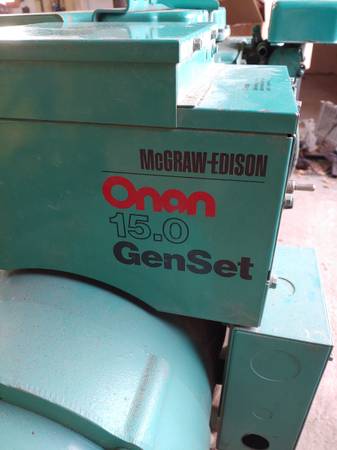 McGRAW-EDISON
Onan
15.0
GenSet